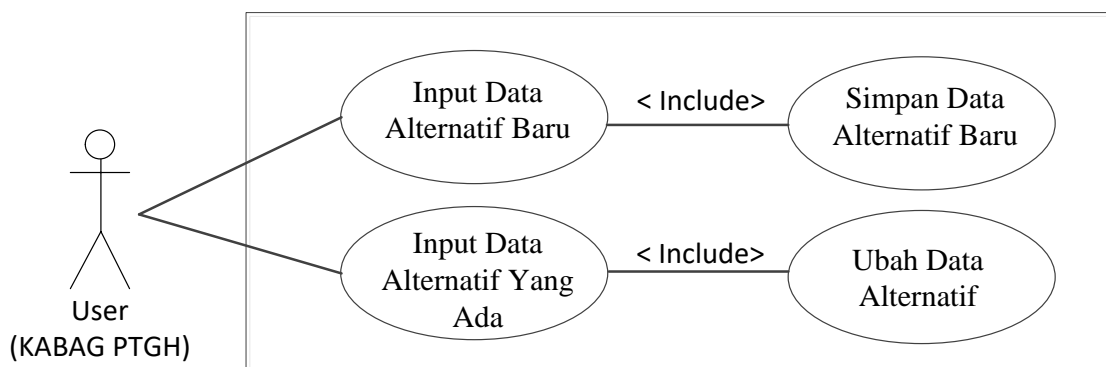 Input Data
Alternatif Baru
< Include>
Simpan Data
Alternatif Baru
Input Data
Alternatif Yang
Ada
< Include>
Ubah Data
Alternatif
User
(KABAG PTGH)